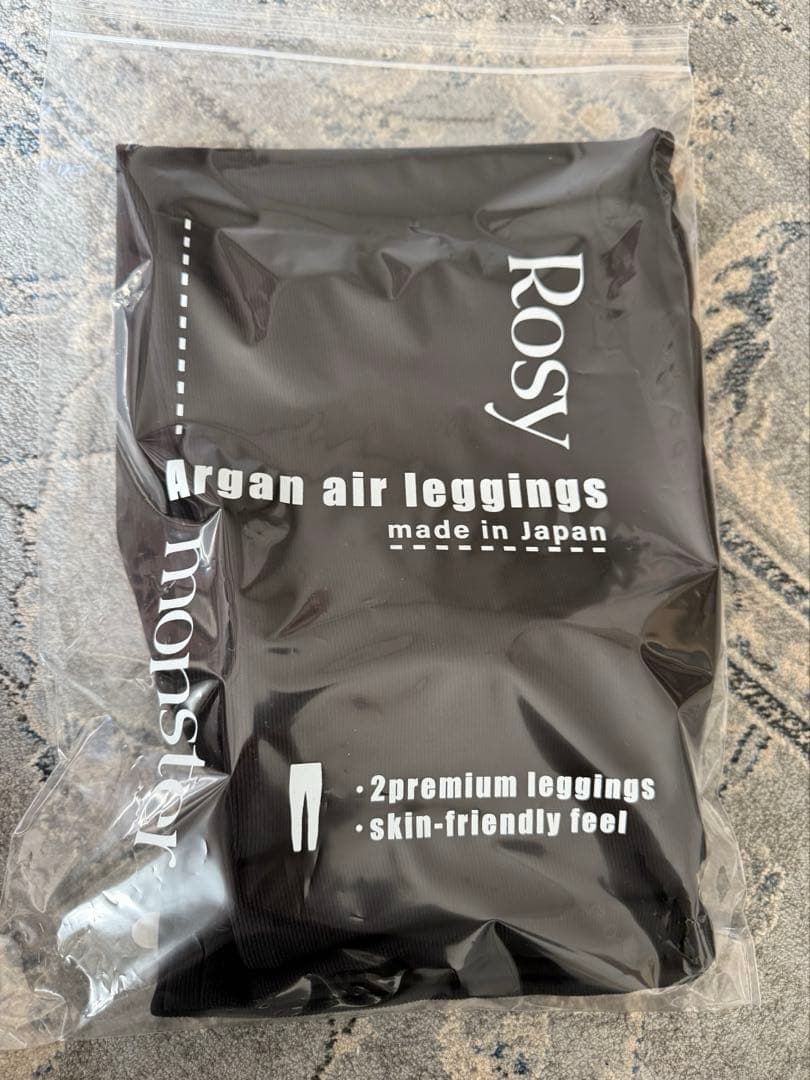 Rosy
Argan air leggings
made in Japan
monster
·2premium leggings
·skin-friendly feel